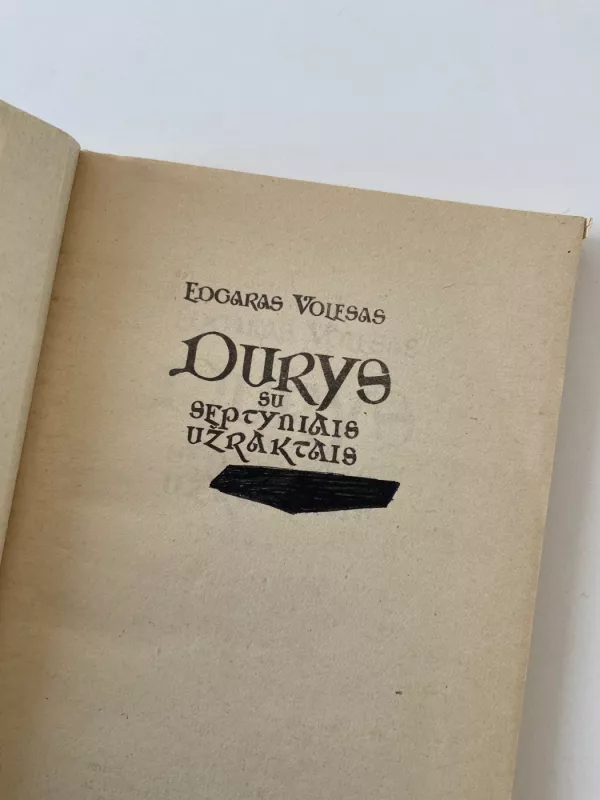 EDGARAS VOLESAS
DURYS
SU
SEPTYNIAIS
UŽRAKTAIS